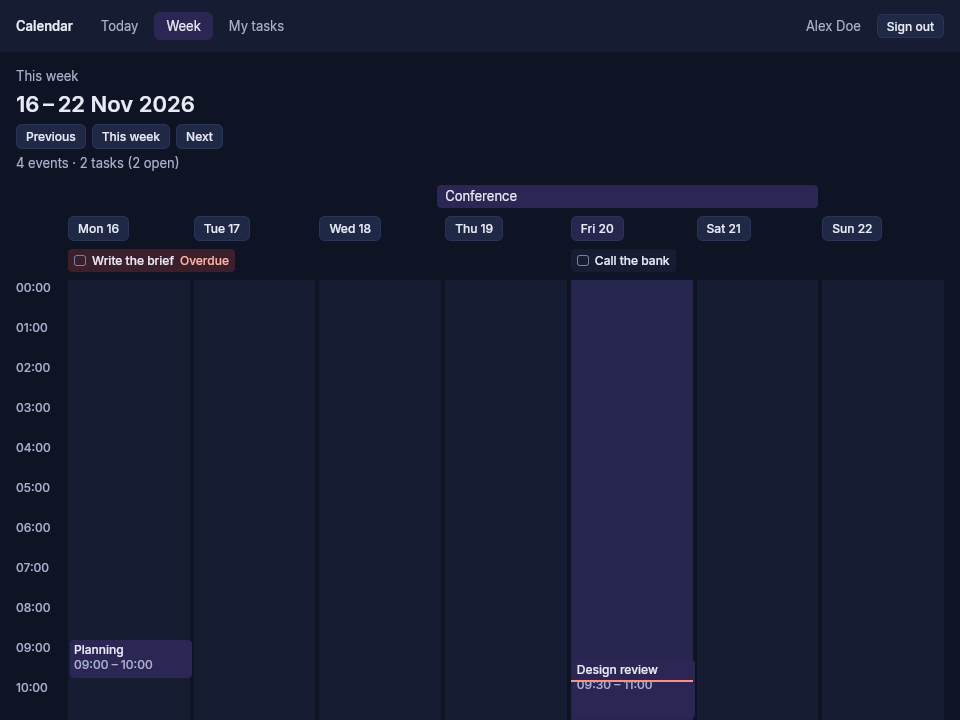 Calendar Today Week My tasks Alex Doe Sign out
This week
16 – 22 Nov 2026
Previous This week Next
4 events · 2 tasks (2 open)
Conference
Mon 16 Tue 17 Wed 18 Thu 19 Fri 20 Sat 21 Sun 22
Write the brief Overdue Call the bank
00:00
01:00
02:00
03:00
04:00
05:00
06:00
07:00
08:00
09:00
Planning
09:00 – 10:00
Design review
09:30 – 11:00
10:00